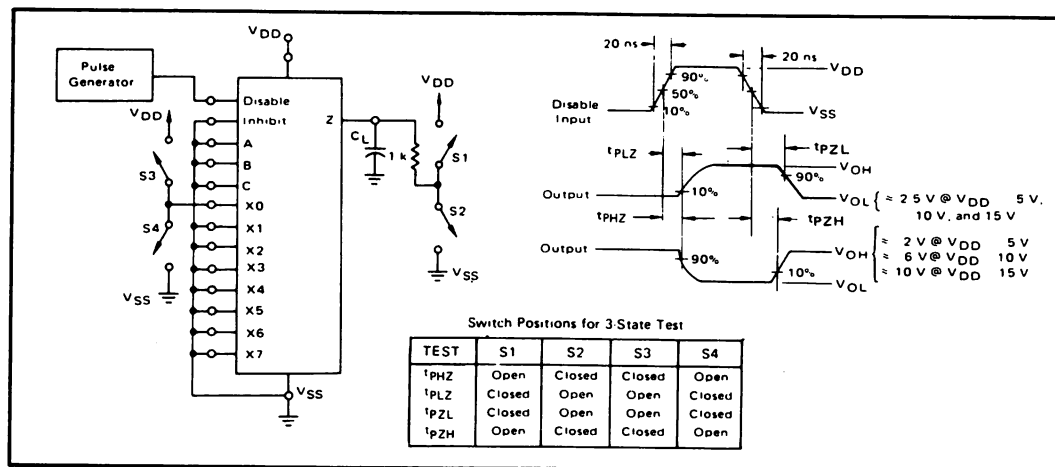 VDD
Pulse
Generator
VDD
S3
S4
VSS
Disable
Inhibit
A
B
C
X0
X1
X2
X3
X4
X5
X6
X7
Z
VSS
CL
1 k
VDD
S1
S2
VSS
20 ns
20 ns
90%
50%
10%
VDD
VSS
Disable
Input
tPLZ
tPZL
Output
10%
90%
VOH
VOL { ≈ 2 5 V @ VDD 5 V,
10 V, and 15 V
tPHZ
tPZH
Output
90%
10%
VOH
VOL
≈ 2 V @ VDD 5 V
≈ 6 V @ VDD 10 V
≈ 10 V @ VDD 15 V
Switch Positions for 3-State Test
TEST S1 S2 S3 S4
tPHZ Open Closed Closed Open
tPLZ Closed Open Open Closed
tPZL Closed Open Open Closed
tPZH Open Closed Closed Open